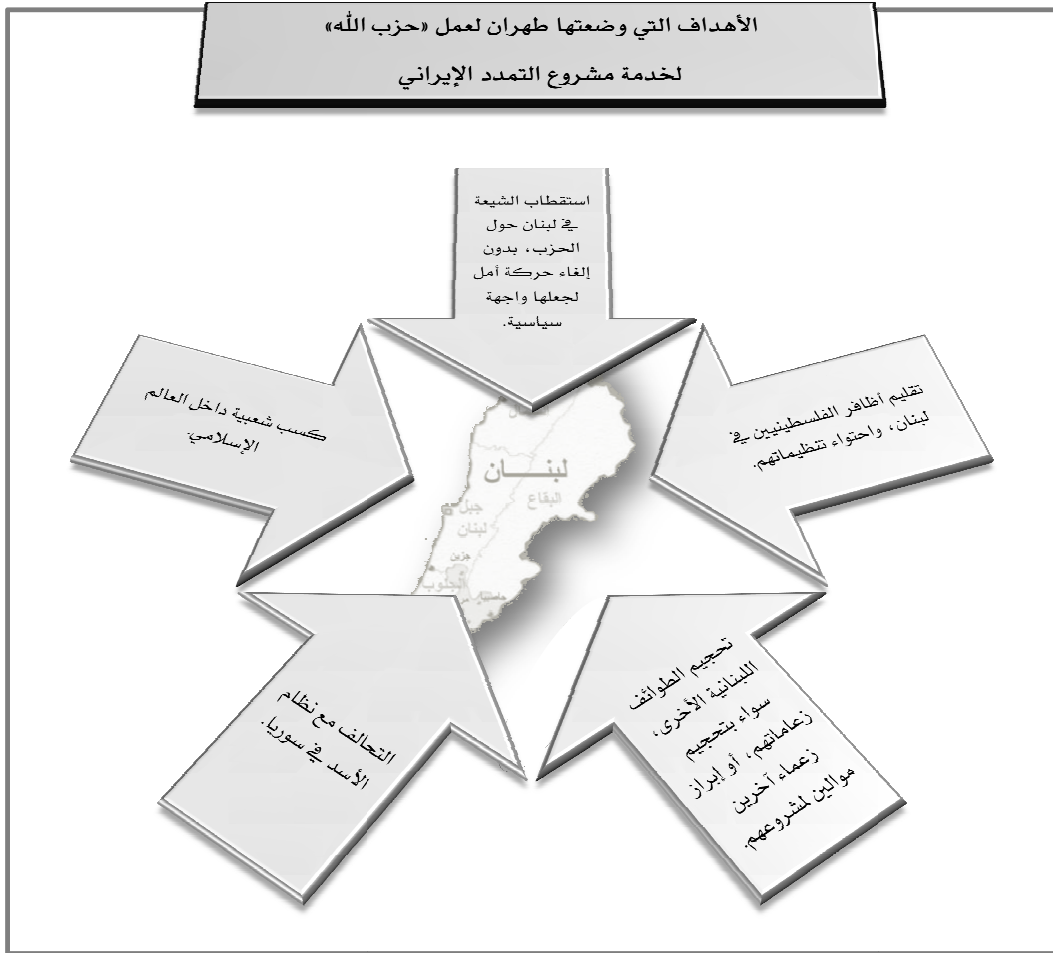 الأهداف التي وضعتها طهران لعمل «حزب الله»
لخدمة مشروع التمدد الإيراني
استقطاب الشيعة
في لبنان حول
الحزب، بدون
إلغاء حركة أمل
لجعلها واجهة
سياسية.
تقليم أظافر الفلسطينيين في
لبنان، واحتواء تنظيماتهم.
تحجيم الطوائف
اللبنانية الأخرى،
سواء بتحجيم
زعاماتهم، أو إبراز
زعماء آخرين
موالين لمشروعهم.
التحالف مع نظام
الأسد في سوريا.
كسب شعبية داخل العالم
الإسلامي.
لبنــان
البقاع
جبل
لبنان
جزين
الجنوب